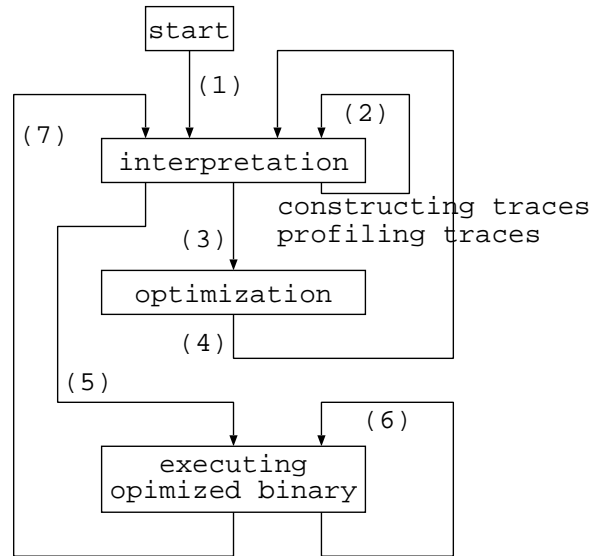 start
(1)
(2)
(7)
interpretation
constructing traces
profiling traces
(3)
optimization
(4)
(5)
(6)
executing
opimized binary